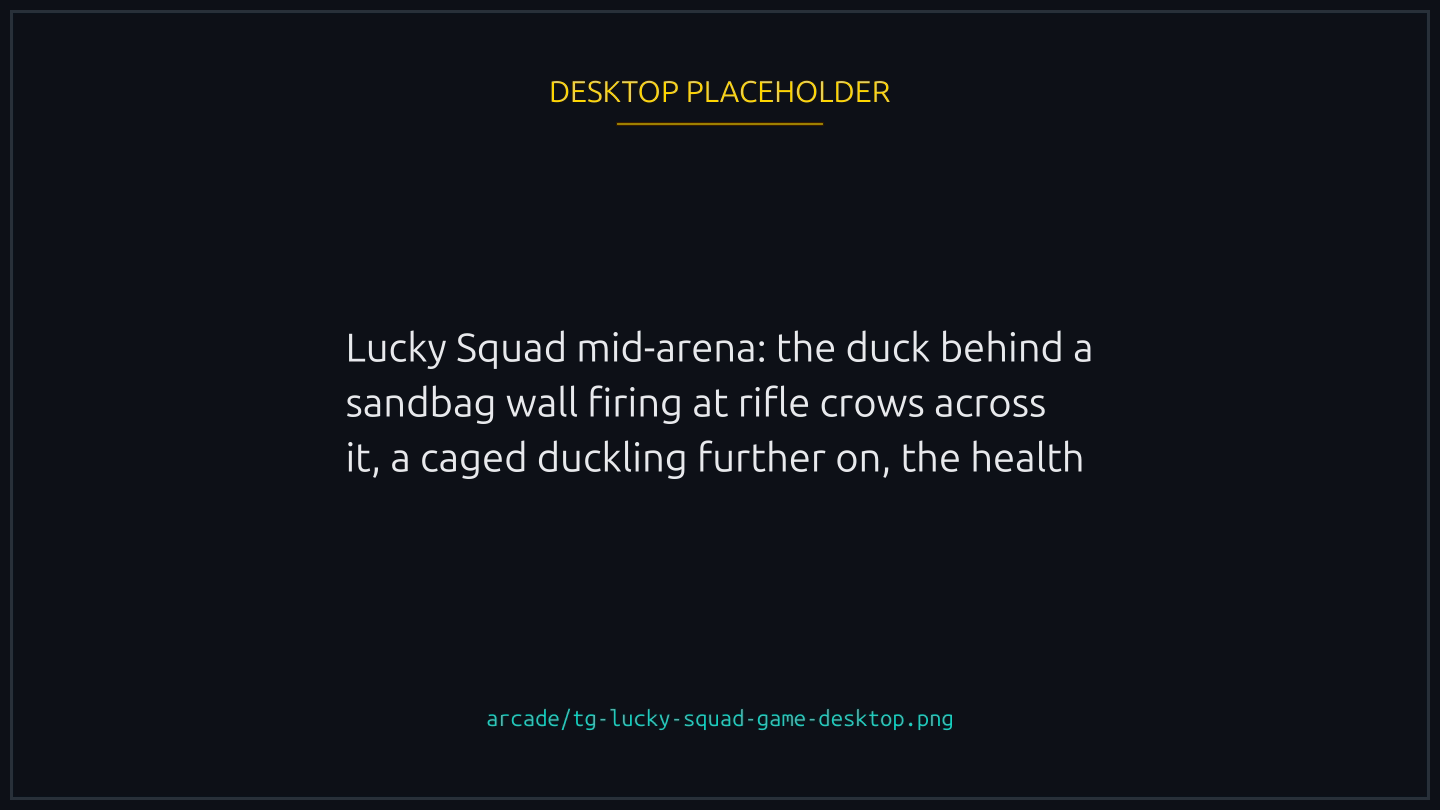 DESKTOP PLACEHOLDER
Lucky Squad mid-arena: the duck behind a
sandbag wall firing at rifle crows across
it, a caged duckling further on, the health
arcade/tg-lucky-squad-game-desktop.png